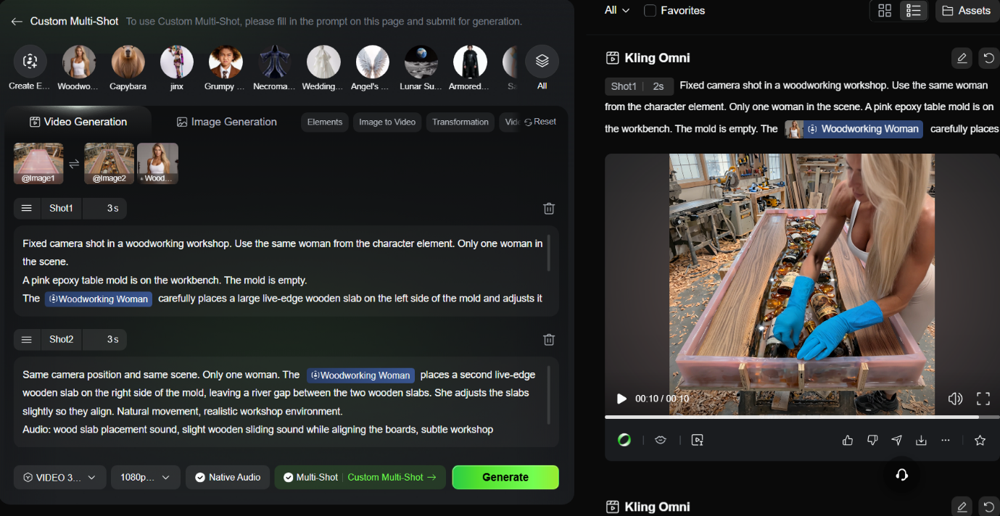 Custom Multi-Shot To use Custom Multi-Shot, please fill in the prompt on this page and submit for generation.
Create E... Woodwo... Capybara jinx Grumpy ... Necroma... Wedding... Angel's ... Lunar Su... Armored... Sa All
Video Generation Image Generation Elements Image to Video Transformation Vid Reset
@Image1 @Image2 Wood...
Shot1 3 s
Fixed camera shot in a woodworking workshop. Use the same woman from the character element. Only one woman in
the scene.
A pink epoxy table mold is on the workbench. The mold is empty.
The Woodworking Woman carefully places a large live-edge wooden slab on the left side of the mold and adjusts it
Shot2 3 s
Same camera position and same scene. Only one woman. The Woodworking Woman places a second live-edge
wooden slab on the right side of the mold, leaving a river gap between the two wooden slabs. She adjusts the slabs
slightly so they align. Natural movement, realistic workshop environment.
Audio: wood slab placement sound, slight wooden sliding sound while aligning the boards, subtle workshop
VIDEO 3... 1080p... Native Audio Multi-Shot Custom Multi-Shot → Generate
All Favorites Assets
Kling Omni
Shot1 2s Fixed camera shot in a woodworking workshop. Use the same woman
from the character element. Only one woman in the scene. A pink epoxy table mold is on
the workbench. The mold is empty. The Woodworking Woman carefully places
00:10 / 00:10
Kling Omni